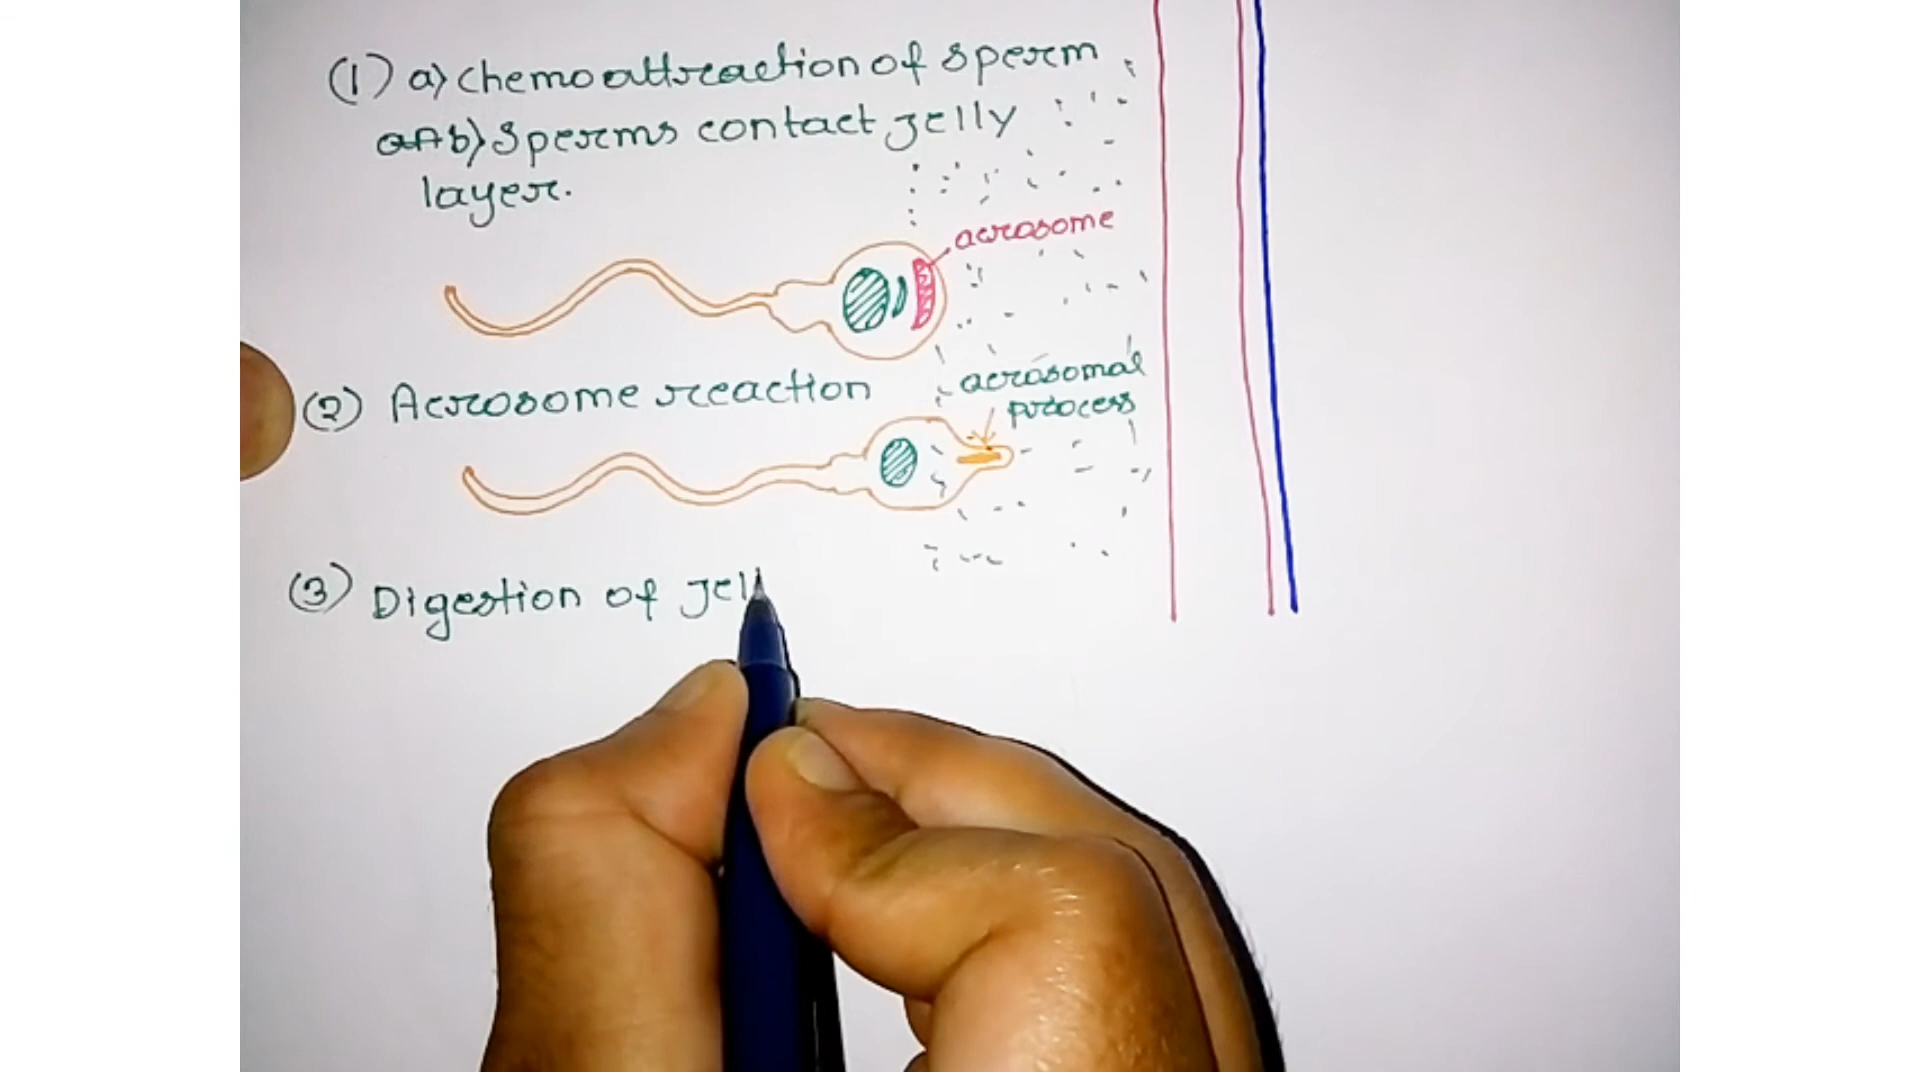 (1) a) Chemoattraction of sperm
b) Sperms contact jelly
layer.
acrosome
(2) Acrosome reaction
acrosomal
process
(3) Digestion of Jell